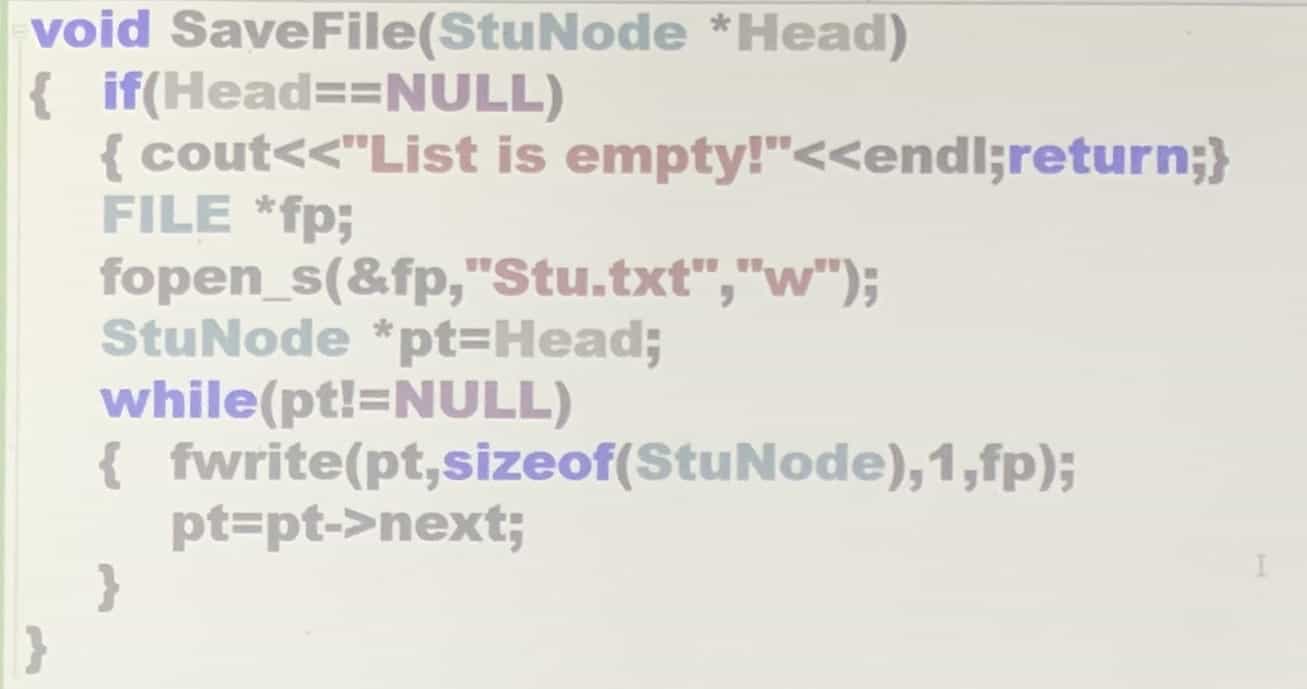 void SaveFile(StuNode *Head)
{ if(Head==NULL)
{ cout<<"List is empty!"<<endl;return;}
FILE *fp;
fopen_s(&fp,"Stu.txt","w");
StuNode *pt=Head;
while(pt!=NULL)
{ fwrite(pt,sizeof(StuNode),1,fp);
pt=pt->next;
}
}